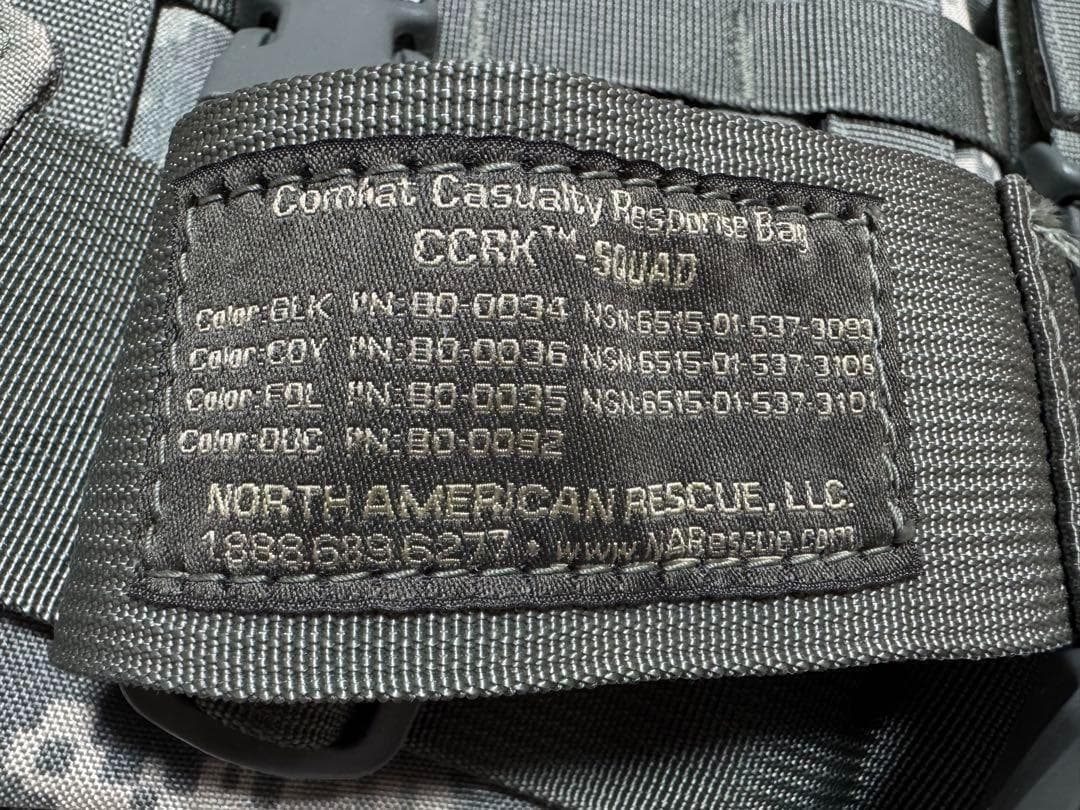 Combat Casualty Response Bag
CCRK™ - SQUAD
Color: BLK PN: 80-0034 NSN: 6515-01-537-3093
Color: COY PN: 80-0036 NSN: 6515-01-537-3106
Color: FOL PN: 80-0035 NSN: 6515-01-537-3101
Color: DUC PN: 80-0092
NORTH AMERICAN RESCUE, LLC.
1.888.689.6277 • www.NARescue.com